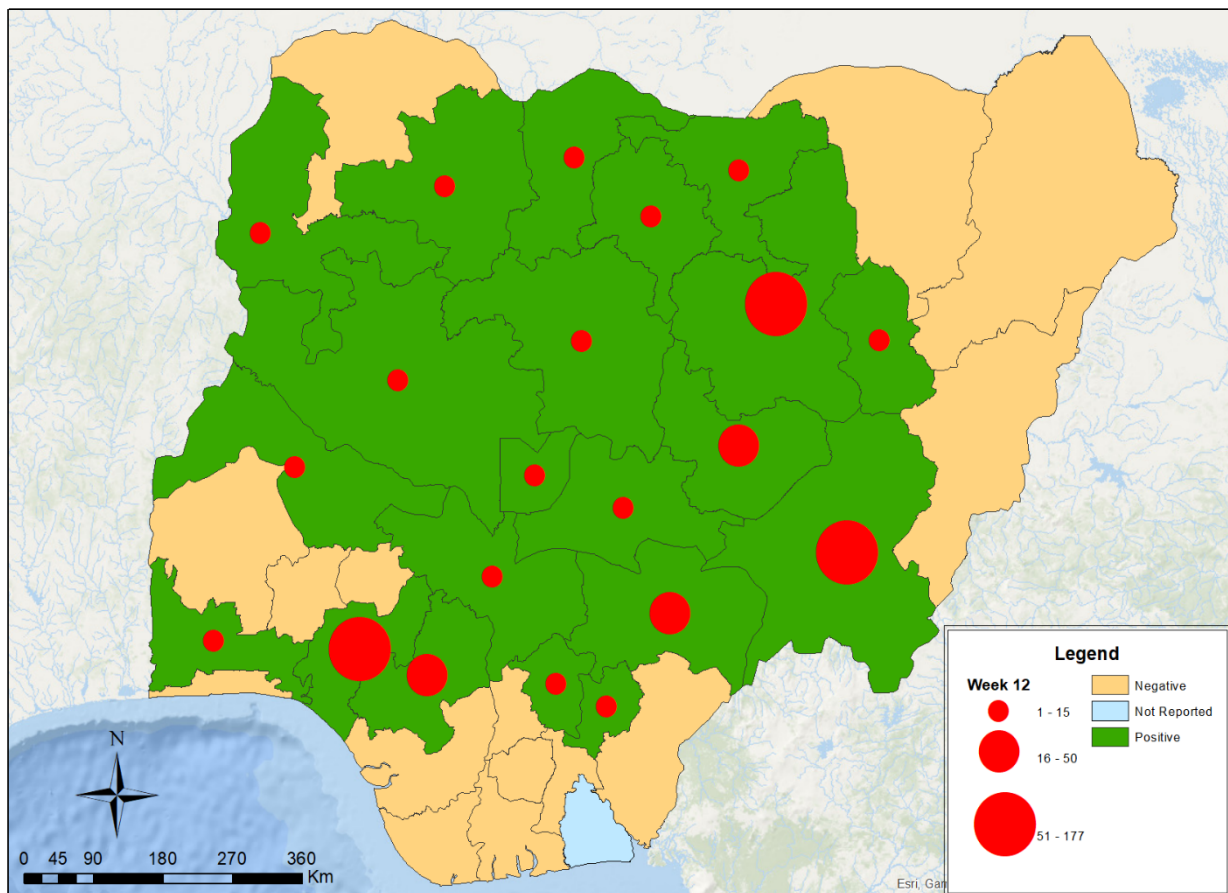 N
0 45 90 180 270 360
Km
Legend
Week 12
1 - 15
16 - 50
51 - 177
Negative
Not Reported
Positive
Esri, Gar